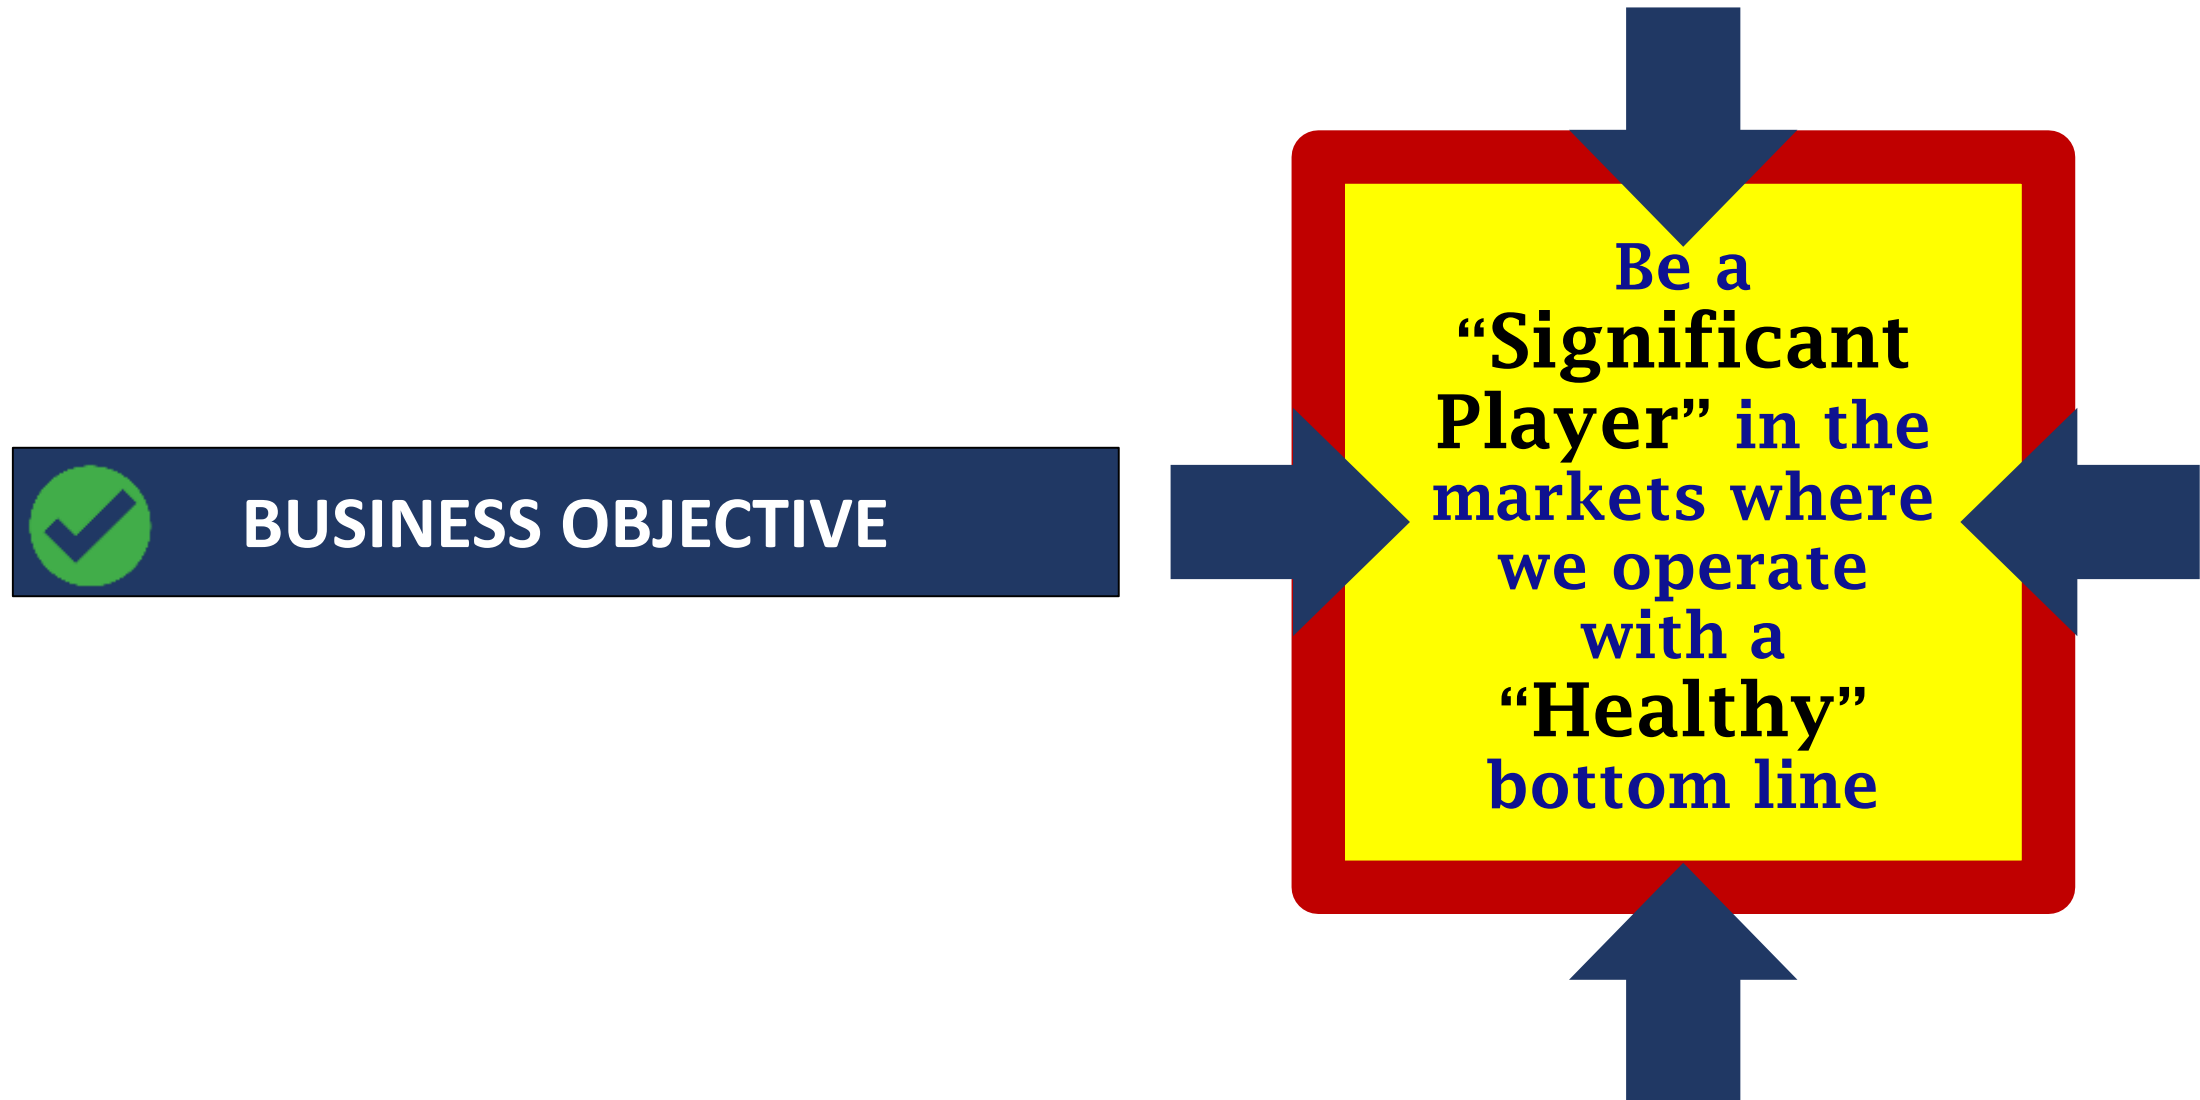 BUSINESS OBJECTIVE
Be a
“Significant
Player” in the
markets where
we operate
with a
“Healthy”
bottom line